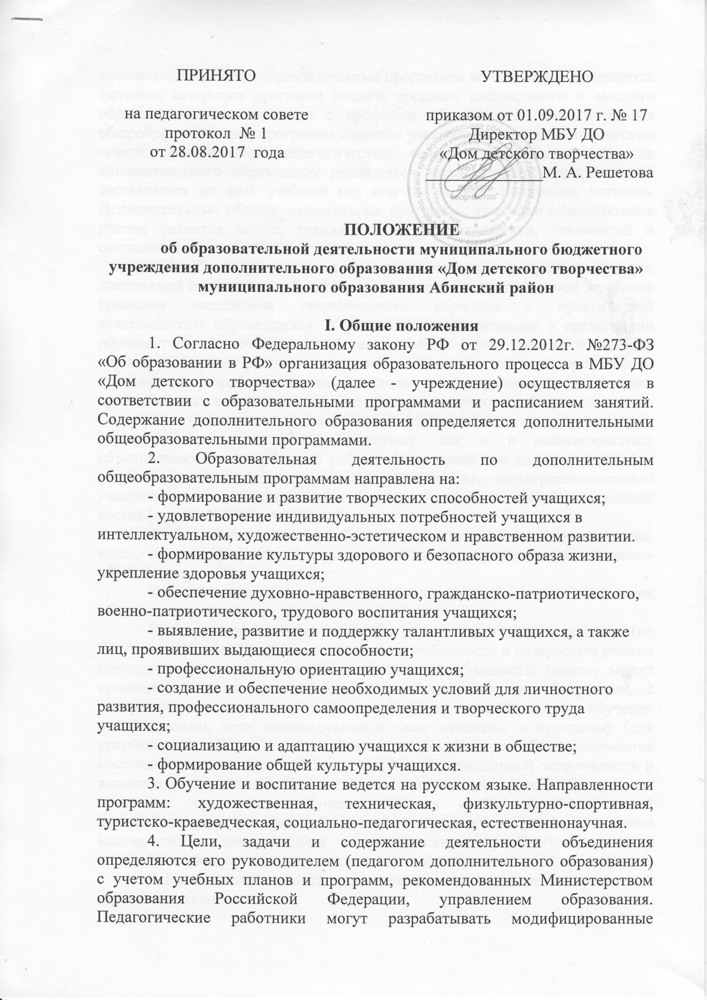 ПРИНЯТО
на педагогическом совете
протокол № 1
от 28.08.2017 года
УТВЕРЖДЕНО
приказом от 01.09.2017 г. № 17
Директор МБУ ДО
«Дом детского творчества»
М. А. Решетова
МБУ ДО
"Дом
детского
творчества"
ПОЛОЖЕНИЕ
об образовательной деятельности муниципального бюджетного
учреждения дополнительного образования «Дом детского творчества»
муниципального образования Абинский район
I. Общие положения
1. Согласно Федеральному закону РФ от 29.12.2012г. №273-ФЗ
«Об образовании в РФ» организация образовательного процесса в МБУ ДО
«Дом детского творчества» (далее - учреждение) осуществляется в
соответствии с образовательными программами и расписанием занятий.
Содержание дополнительного образования определяется дополнительными
общеобразовательными программами.
2. Образовательная деятельность по дополнительным
общеобразовательным программам направлена на:
- формирование и развитие творческих способностей учащихся;
- удовлетворение индивидуальных потребностей учащихся в
интеллектуальном, художественно-эстетическом и нравственном развитии.
- формирование культуры здорового и безопасного образа жизни,
укрепление здоровья учащихся;
- обеспечение духовно-нравственного, гражданско-патриотического,
военно-патриотического, трудового воспитания учащихся;
- выявление, развитие и поддержку талантливых учащихся, а также
лиц, проявивших выдающиеся способности;
- профессиональную ориентацию учащихся;
- создание и обеспечение необходимых условий для личностного
развития, профессионального самоопределения и творческого труда
учащихся;
- социализацию и адаптацию учащихся к жизни в обществе;
- формирование общей культуры учащихся.
3. Обучение и воспитание ведется на русском языке. Направленности
программ: художественная, техническая, физкультурно-спортивная,
туристско-краеведческая, социально-педагогическая, естественнонаучная.
4. Цели, задачи и содержание деятельности объединения
определяются его руководителем (педагогом дополнительного образования)
с учетом учебных планов и программ, рекомендованных Министерством
образования Российской Федерации, управлением образования.
Педагогические работники могут разрабатывать модифицированные